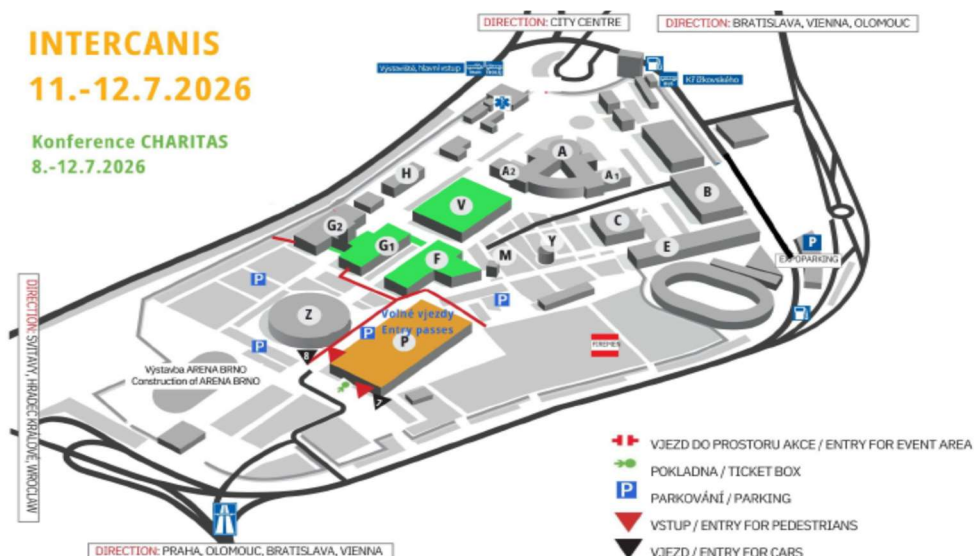 DIRECTION: CITY CENTRE
DIRECTION: BRATISLAVA, VIENNA, OLOMOUC
INTERCANIS
11.-12.7.2026
Výstaviště, hlavní vstup
Křížkovského
Konference CHARITAS
8.-12.7.2026
A
A2
A1
H
B
V
C
G2
Y
G1
E
M
F
P
EXPOPARKING
P
P
Z
Volné vjezdy
Entry passes
P
P
P
8
Výstavba ARENA BRNO
Construction of ARENA BRNO
7
DIRECTION: SVITAVY, HRADEC KRÁLOVÉ, WROCLAW
VJEZD DO PROSTORU AKCE / ENTRY FOR EVENT AREA
POKLADNA / TICKET BOX
P PARKOVÁNÍ / PARKING
VSTUP / ENTRY FOR PEDESTRIANS
VJEZD / ENTRY FOR CARS
DIRECTION: PRAHA, OLOMOUC, BRATISLAVA, VIENNA